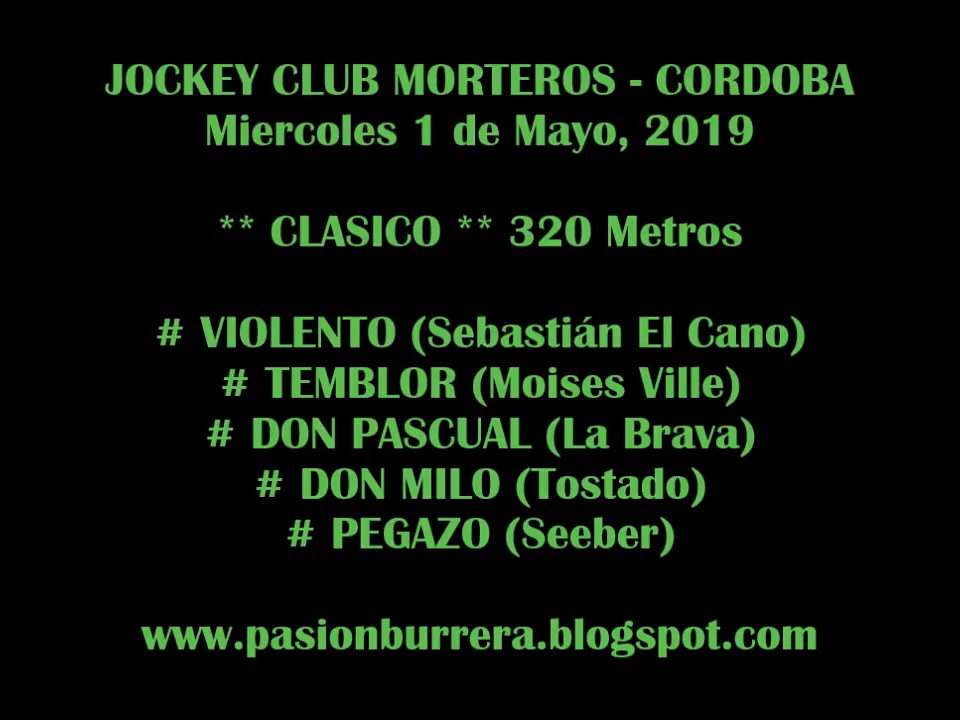 JOCKEY CLUB MORTEROS - CORDOBA
Miercoles 1 de Mayo, 2019
** CLASICO ** 320 Metros
# VIOLENTO (Sebastián El Cano)
# TEMBLOR (Moises Ville)
# DON PASCUAL (La Brava)
# DON MILO (Tostado)
# PEGAZO (Seeber)
www.pasionburrera.blogspot.com